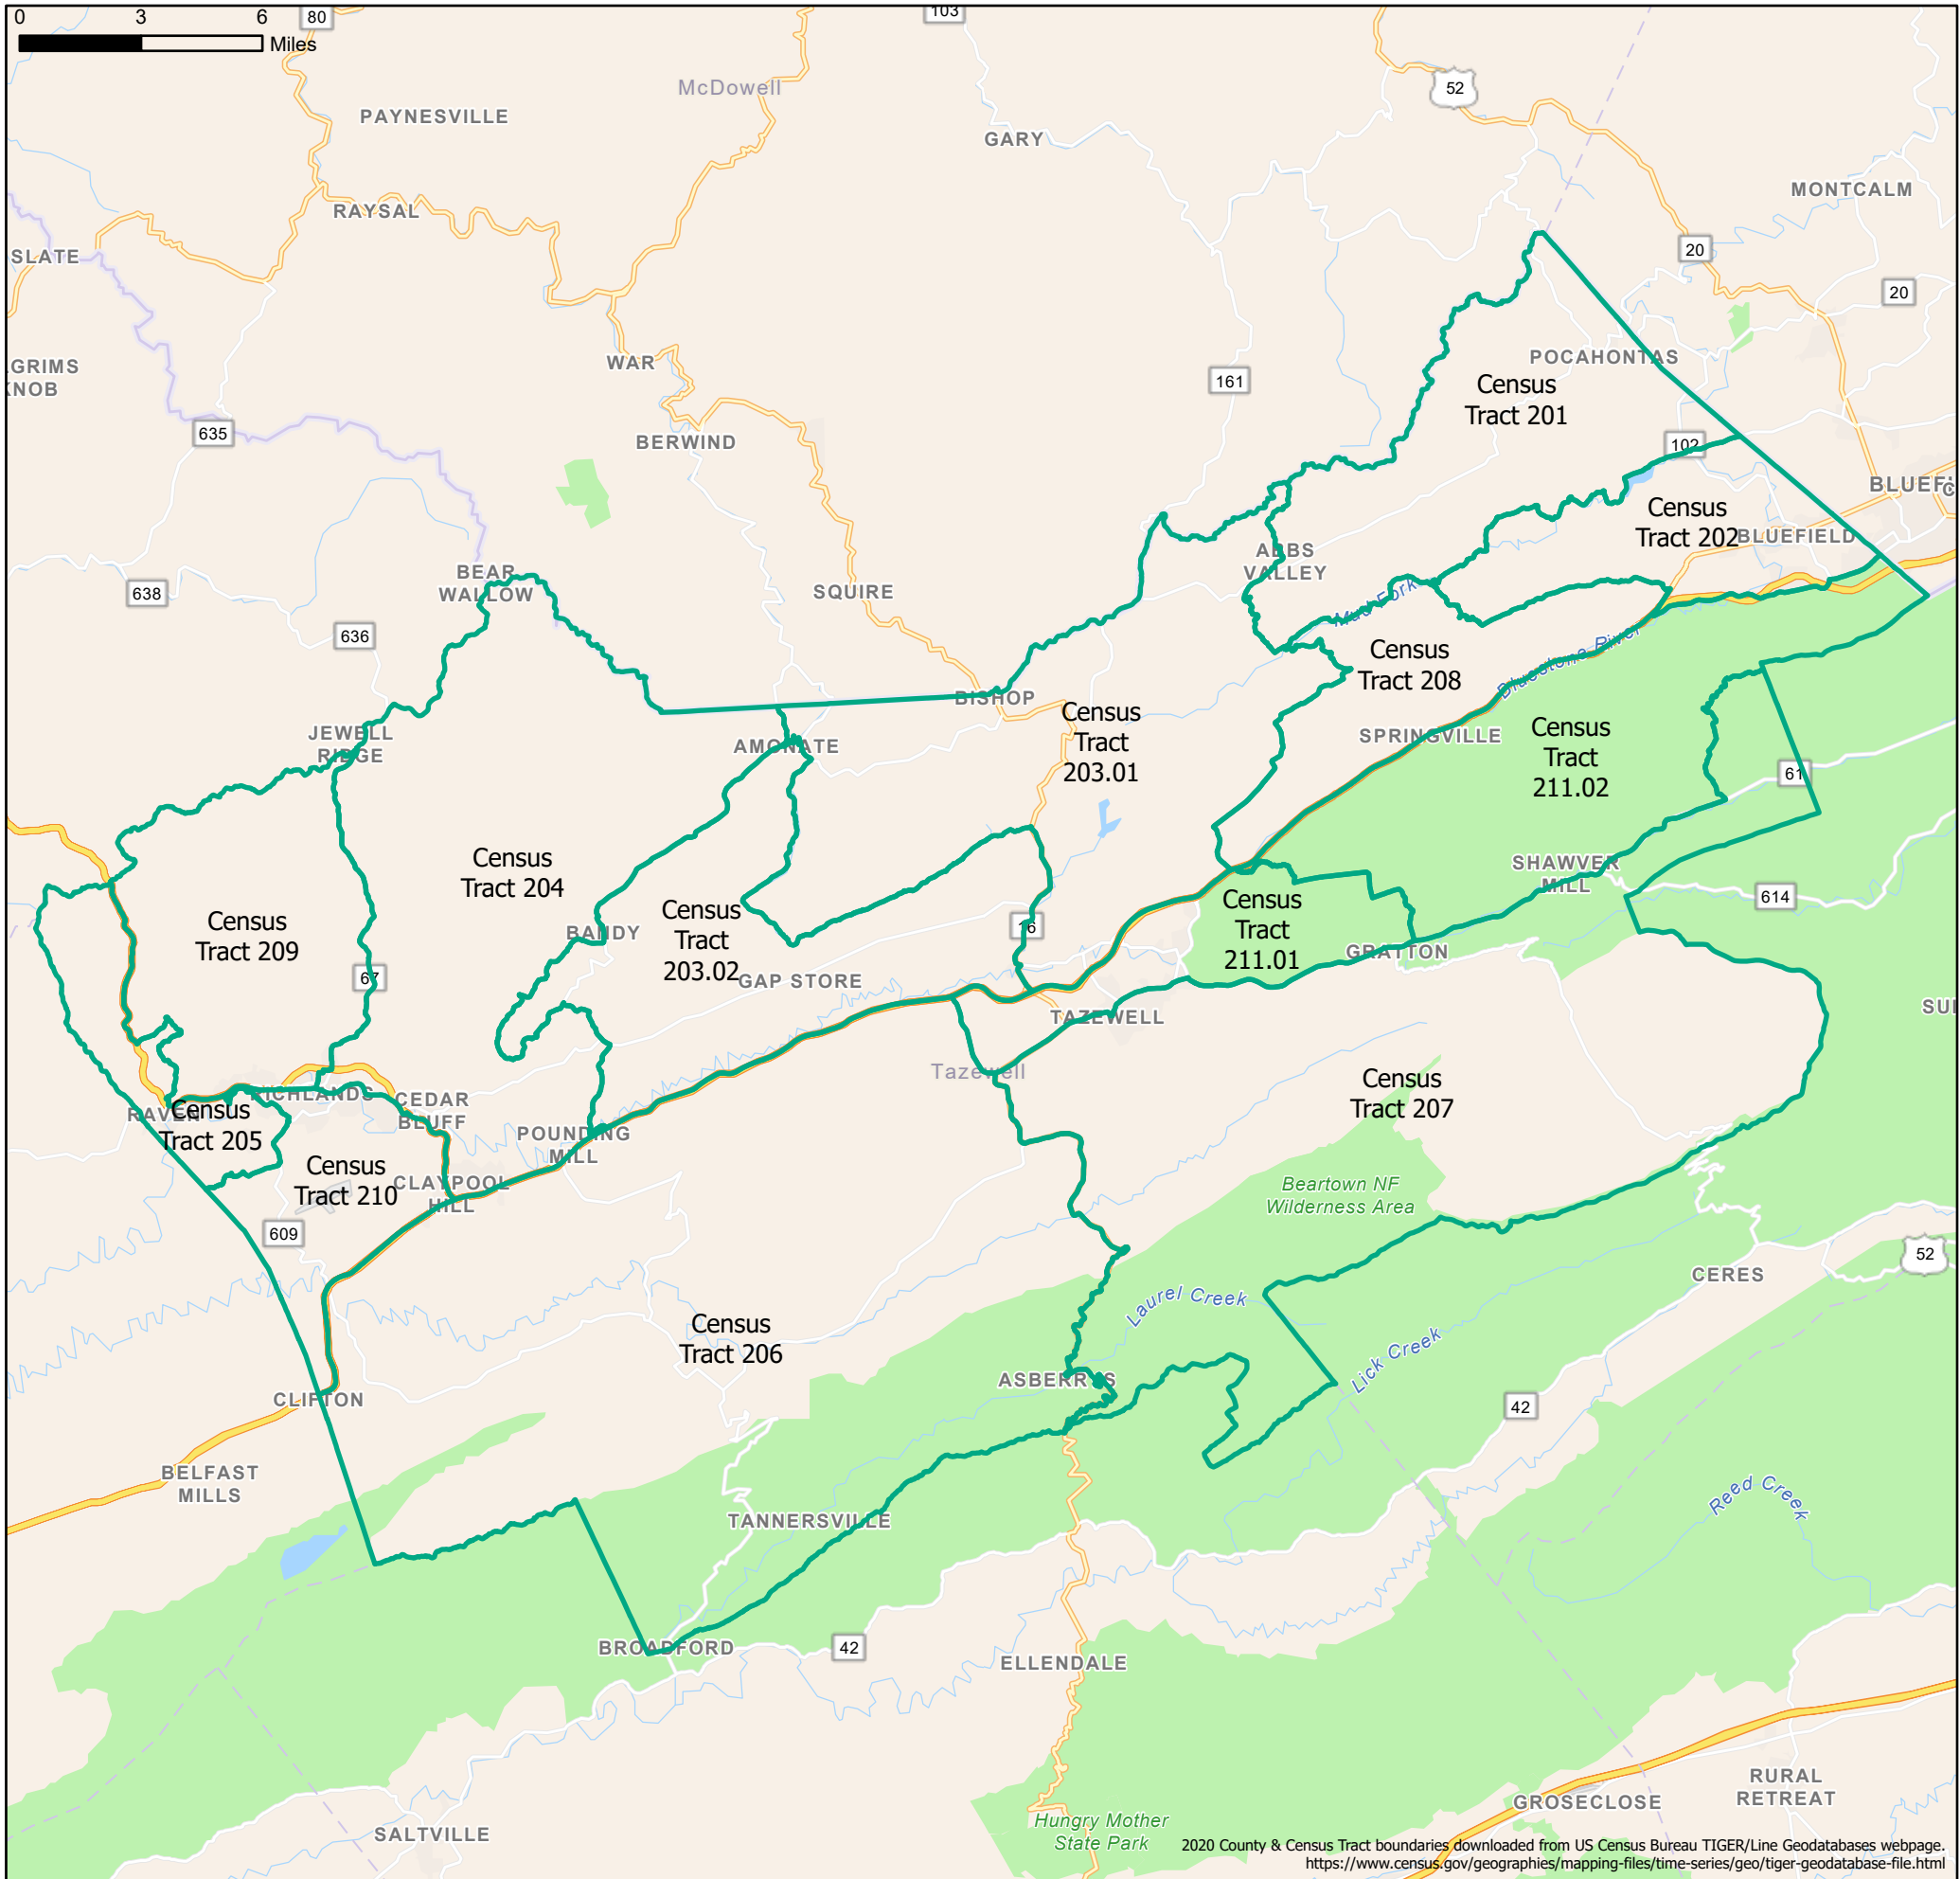 0 3 6
Miles
80
103
McDowell
52
PAYNESVILLE
GARY
MONTCALM
RAYSAL
SLATE
20
20
WAR
POCAHONTAS
GRIMS
KNOB
161
Census
Tract 201
635
BERWIND
102
BLUEFI
Census
Tract 202
BLUEFIELD
ABBS
VALLEY
BEAR
WALLOW
638
SQUIRE
Mud Fork
636
Bluestone River
Census
Tract 208
BISHOP
Census
Tract
203.01
JEWELL
RIDGE
AMONATE
SPRINGVILLE
Census
Tract
211.02
61
Census
Tract 204
SHAWVER
MILL
614
Census
Tract 209
Census
Tract
203.02
BANDY
16
Census
Tract
211.01
GRATTON
67
GAP STORE
TAZEWELL
SUI
Tazewell
Census
Tract 207
RICHLANDS
CEDAR
BLUFF
RAVEN
Census
Tract 205
POUNDING
MILL
Census
Tract 210
CLAYPOOL
HILL
Beartown NF
Wilderness Area
609
52
CERES
Laurel Creek
Census
Tract 206
Lick Creek
ASBERRYS
CLIFTON
42
BELFAST
MILLS
Reed Creek
TANNERSVILLE
BROADFORD
42
ELLENDALE
RURAL
RETREAT
GROSECLOSE
Hungry Mother
State Park
SALTVILLE
2020 County & Census Tract boundaries downloaded from US Census Bureau TIGER/Line Geodatabases webpage.
https://www.census.gov/geographies/mapping-files/time-series/geo/tiger-geodatabase-file.html